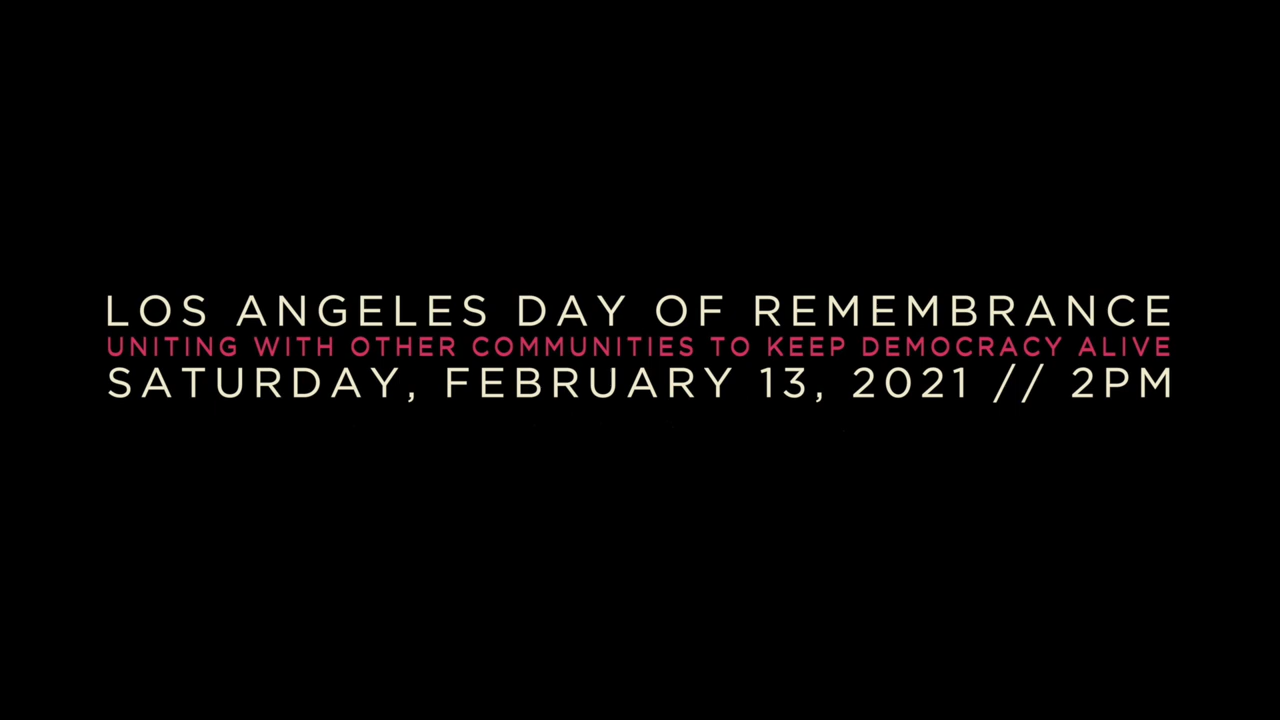 LOS ANGELES DAY OF REMEMBRANCE
UNITING WITH OTHER COMMUNITIES TO KEEP DEMOCRACY ALIVE
SATURDAY, FEBRUARY 13, 2021 // 2PM